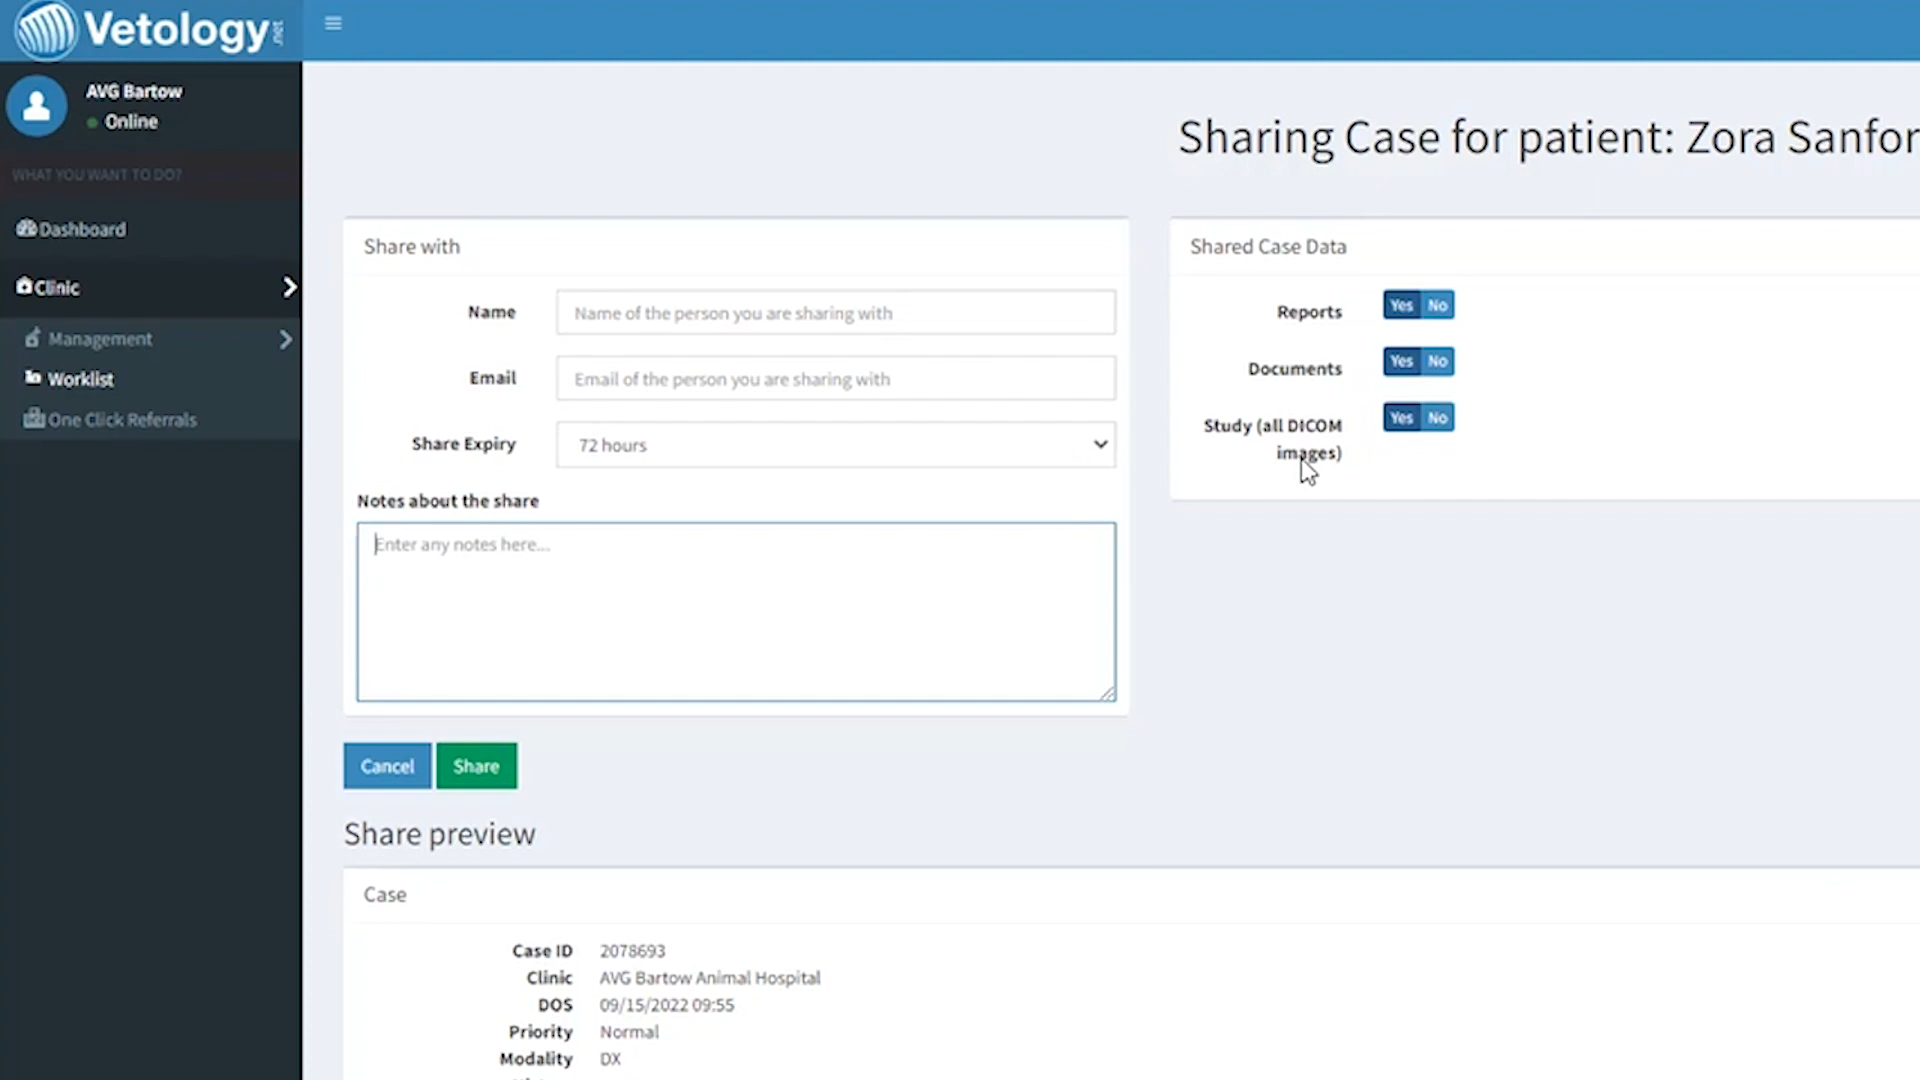 Vetology.net
AVG Bartow
Online
WHAT YOU WANT TO DO?
Dashboard
Clinic
Management
Worklist
One Click Referrals
Sharing Case for patient: Zora Sanfor
Share with
Name
Name of the person you are sharing with
Email
Email of the person you are sharing with
Share Expiry
72 hours
Notes about the share
Enter any notes here...
Shared Case Data
Reports
Yes No
Documents
Yes No
Study (all DICOM
images)
Yes No
Cancel Share
Share preview
Case
Case ID 2078693
Clinic AVG Bartow Animal Hospital
DOS 09/15/2022 09:55
Priority Normal
Modality DX